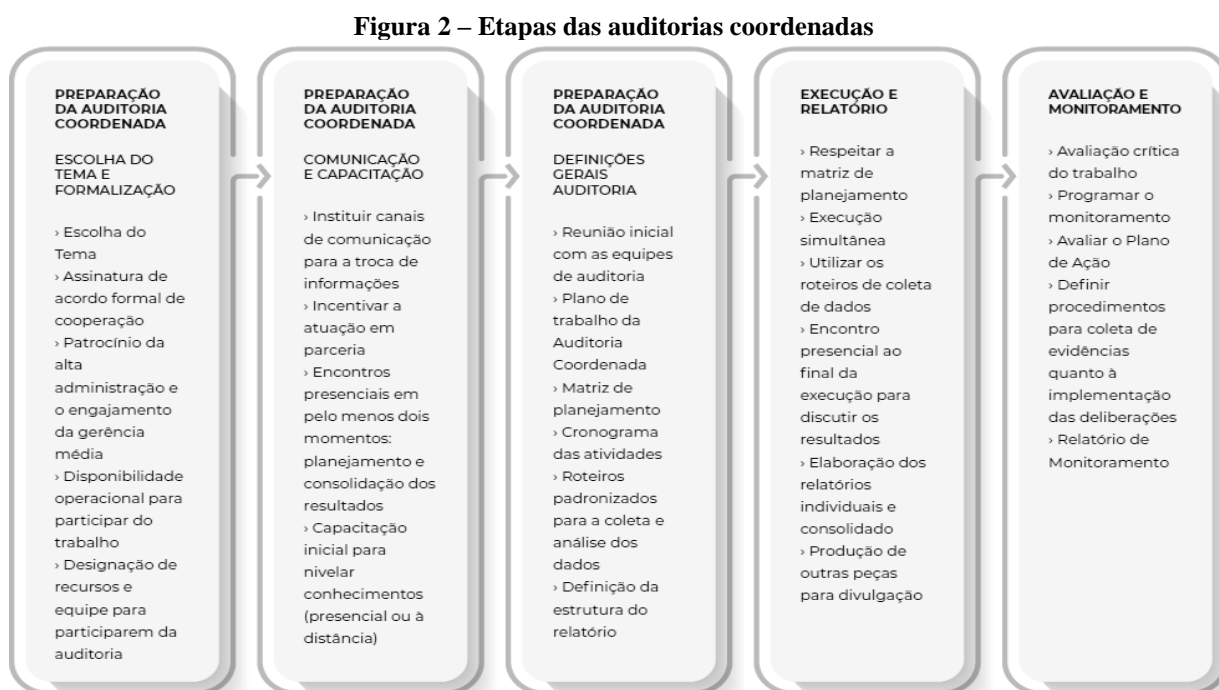 Figura 2 – Etapas das auditorias coordenadas
PREPARAÇÃO
DA AUDITORIA
COORDENADA
ESCOLHA DO
TEMA E
FORMALIZAÇÃO
› Escolha do
Tema
› Assinatura de
acordo formal de
cooperação
› Patrocínio da
alta
administração e
o engajamento
da gerência
média
› Disponibilidade
operacional para
participar do
trabalho
› Designação de
recursos e
equipe para
participarem da
auditoria
PREPARAÇÃO
DA AUDITORIA
COORDENADA
COMUNICAÇÃO
E CAPACITAÇÃO
› Instituir canais
de comunicação
para a troca de
informações
› Incentivar a
atuação em
parceria
› Encontros
presenciais em
pelo menos dois
momentos:
planejamento e
consolidação dos
resultados
› Capacitação
inicial para
nivelar
conhecimentos
(presencial ou à
distância)
PREPARAÇÃO
DA AUDITORIA
COORDENADA
DEFINIÇÕES
GERAIS
AUDITORIA
› Reunião inicial
com as equipes
de auditoria
› Plano de
trabalho da
Auditoria
Coordenada
› Matriz de
planejamento
› Cronograma
das atividades
› Roteiros
padronizados
para a coleta e
análise dos
dados
› Definição da
estrutura do
relatório
EXECUÇÃO E
RELATÓRIO
› Respeitar a
matriz de
planejamento
› Execução
simultânea
› Utilizar os
roteiros de coleta
de dados
› Encontro
presencial ao
final da
execução para
discutir os
resultados
› Elaboração dos
relatórios
individuais e
consolidado
› Produção de
outras peças
para divulgação
AVALIAÇÃO E
MONITORAMENTO
› Avaliação crítica
do trabalho
› Programar o
monitoramento
› Avaliar o Plano
de Ação
› Definir
procedimentos
para coleta de
evidências
quanto à
implementação
das deliberações
› Relatório de
Monitoramento